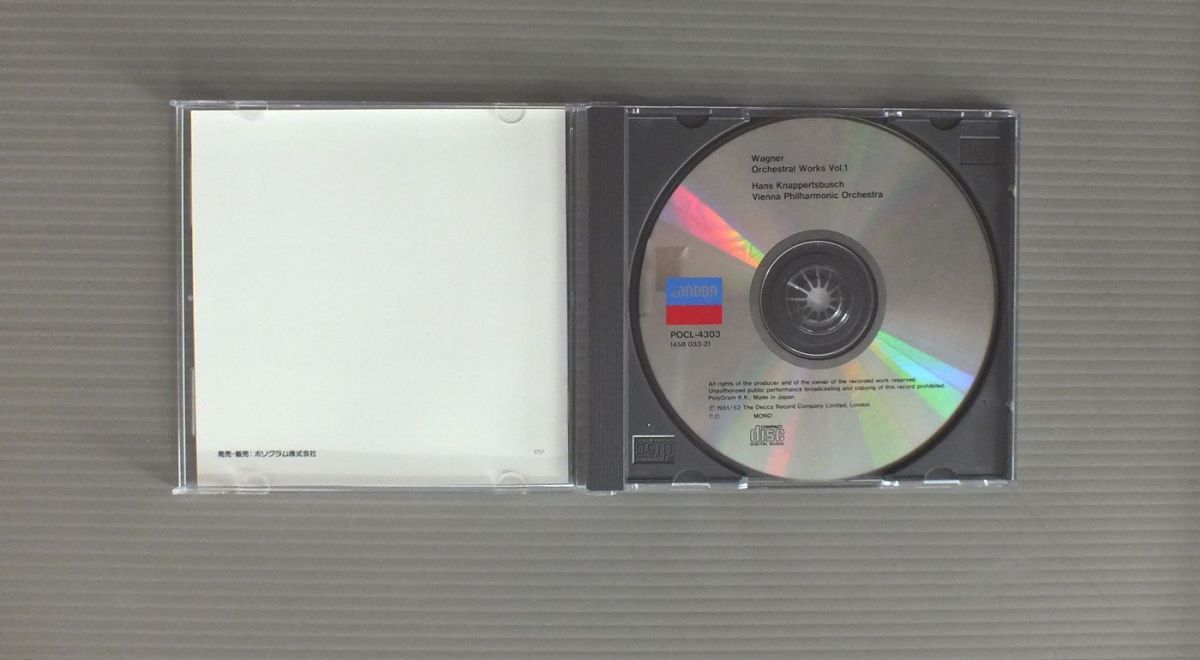 発売・販売:ポリグラム株式会社
Wagner
Orchestral Works Vol.1
Hans Knappertsbusch
Vienna Philharmonic Orchestra
LONDON
POCL-4303
(458 033-2)
All rights of the producer and of the owner of the recorded work reserved.
Unauthorized public performance broadcasting and copying of this record prohibited.
PolyGram K.K., Made in Japan
Ⓟ1951/52 The Decca Record Company Limited, London
P.D. MONO
COMPACT
disc
DIGITAL AUDIO
disc